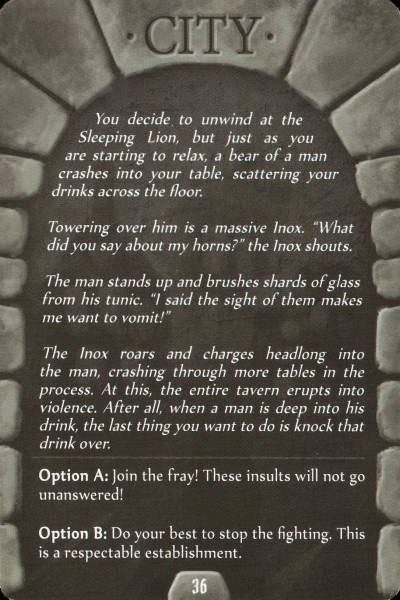 · CITY ·
You decide to unwind at the
Sleeping Lion, but just as you
are starting to relax, a bear of a man
crashes into your table, scattering your
drinks across the floor.
Towering over him is a massive Inox. “What
did you say about my horns?” the Inox shouts.
The man stands up and brushes shards of glass
from his tunic. “I said the sight of them makes
me want to vomit!”
The Inox roars and charges headlong into
the man, crashing through more tables in the
process. At this, the entire tavern erupts into
violence. After all, when a man is deep into his
drink, the last thing you want to do is knock that
drink over.
Option A: Join the fray! These insults will not go
unanswered!
Option B: Do your best to stop the fighting. This
is a respectable establishment.
36